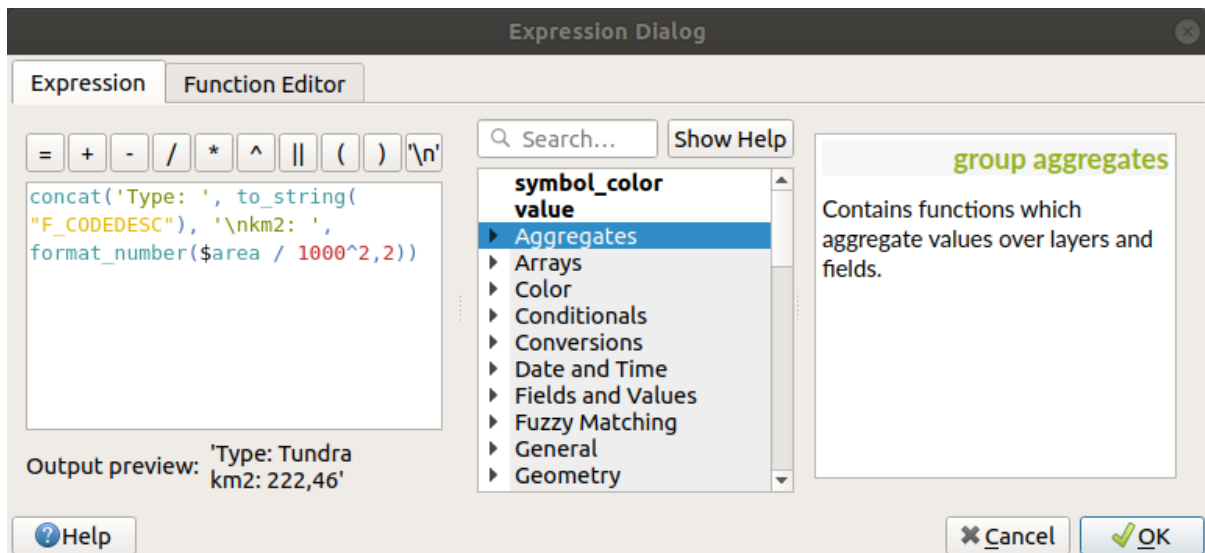 Expression Dialog
Expression
Function Editor
= + - / * ^ || ( ) '\n'
concat('Type: ', to_string(
"F_CODEDESC"), '\nkm2: ',
format_number($area / 1000^2,2))
Output preview:
'Type: Tundra
km2: 222,46'
Search...
Show Help
symbol_color
value
Aggregates
Arrays
Color
Conditionals
Conversions
Date and Time
Fields and Values
Fuzzy Matching
General
Geometry
group aggregates
Contains functions which
aggregate values over layers and
fields.
Help
Cancel
OK